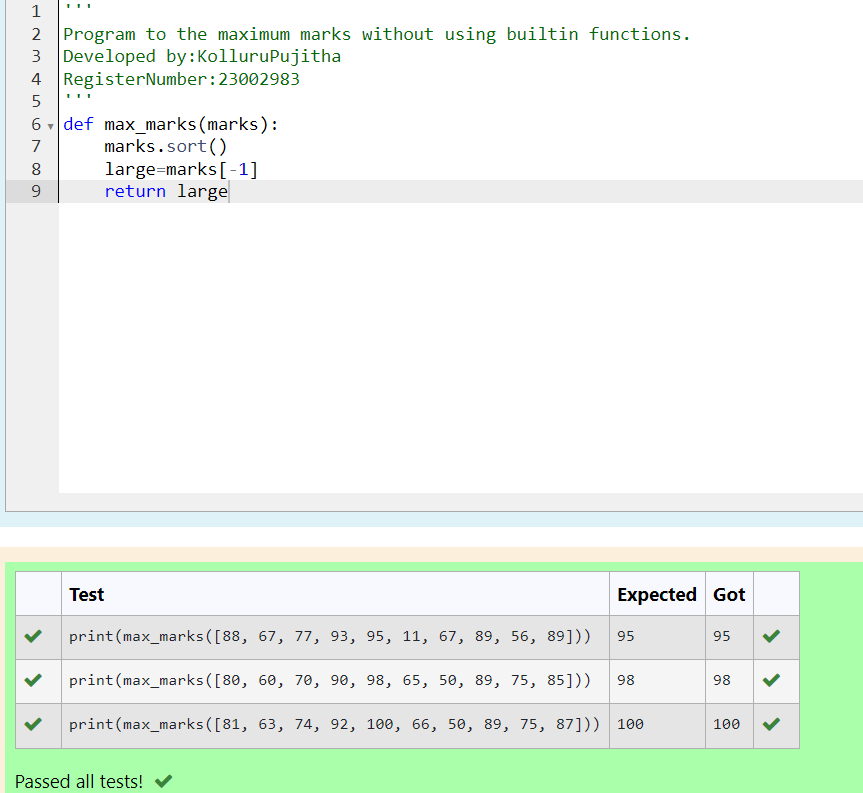 1 '''
2 Program to the maximum marks without using builtin functions.
3 Developed by:KolluruPujitha
4 RegisterNumber:23002983
5 '''
6 def max_marks(marks):
7     marks.sort()
8     large=marks[-1]
9     return large
Test Expected Got
print(max_marks([88, 67, 77, 93, 95, 11, 67, 89, 56, 89])) 95 95
print(max_marks([80, 60, 70, 90, 98, 65, 50, 89, 75, 85])) 98 98
print(max_marks([81, 63, 74, 92, 100, 66, 50, 89, 75, 87])) 100 100
Passed all tests!